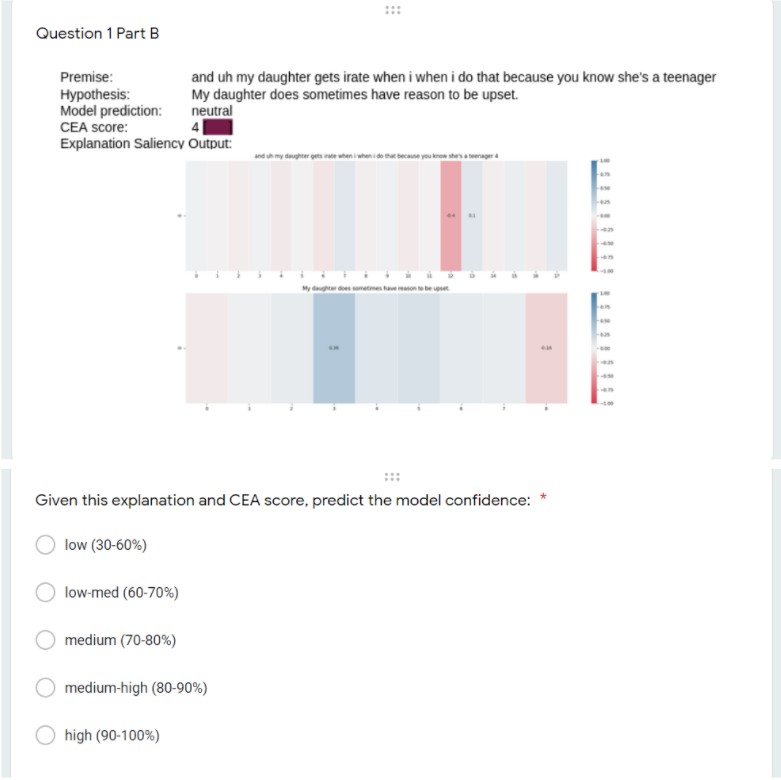 Question 1 Part B
Premise: and uh my daughter gets irate when i when i do that because you know she's a teenager
Hypothesis: My daughter does sometimes have reason to be upset.
Model prediction: neutral
CEA score: 4
Explanation Saliency Output:
and uh my daughter gets irate when i when i do that because you know she's a teenager 4
1.00
0.75
0.50
0.25
0.00
-0.25
-0.50
-0.75
-1.00
0
-0.4 0.1
0 1 2 3 4 5 6 7 8 9 10 11 12 13 14 15 16 17
My daughter does sometimes have reason to be upset.
1.00
0.75
0.50
0.25
0.00
-0.25
-0.50
-0.75
-1.00
0
0 1 2 3 4 5 6 7 8
Given this explanation and CEA score, predict the model confidence: *
low (30-60%)
low-med (60-70%)
medium (70-80%)
medium-high (80-90%)
high (90-100%)